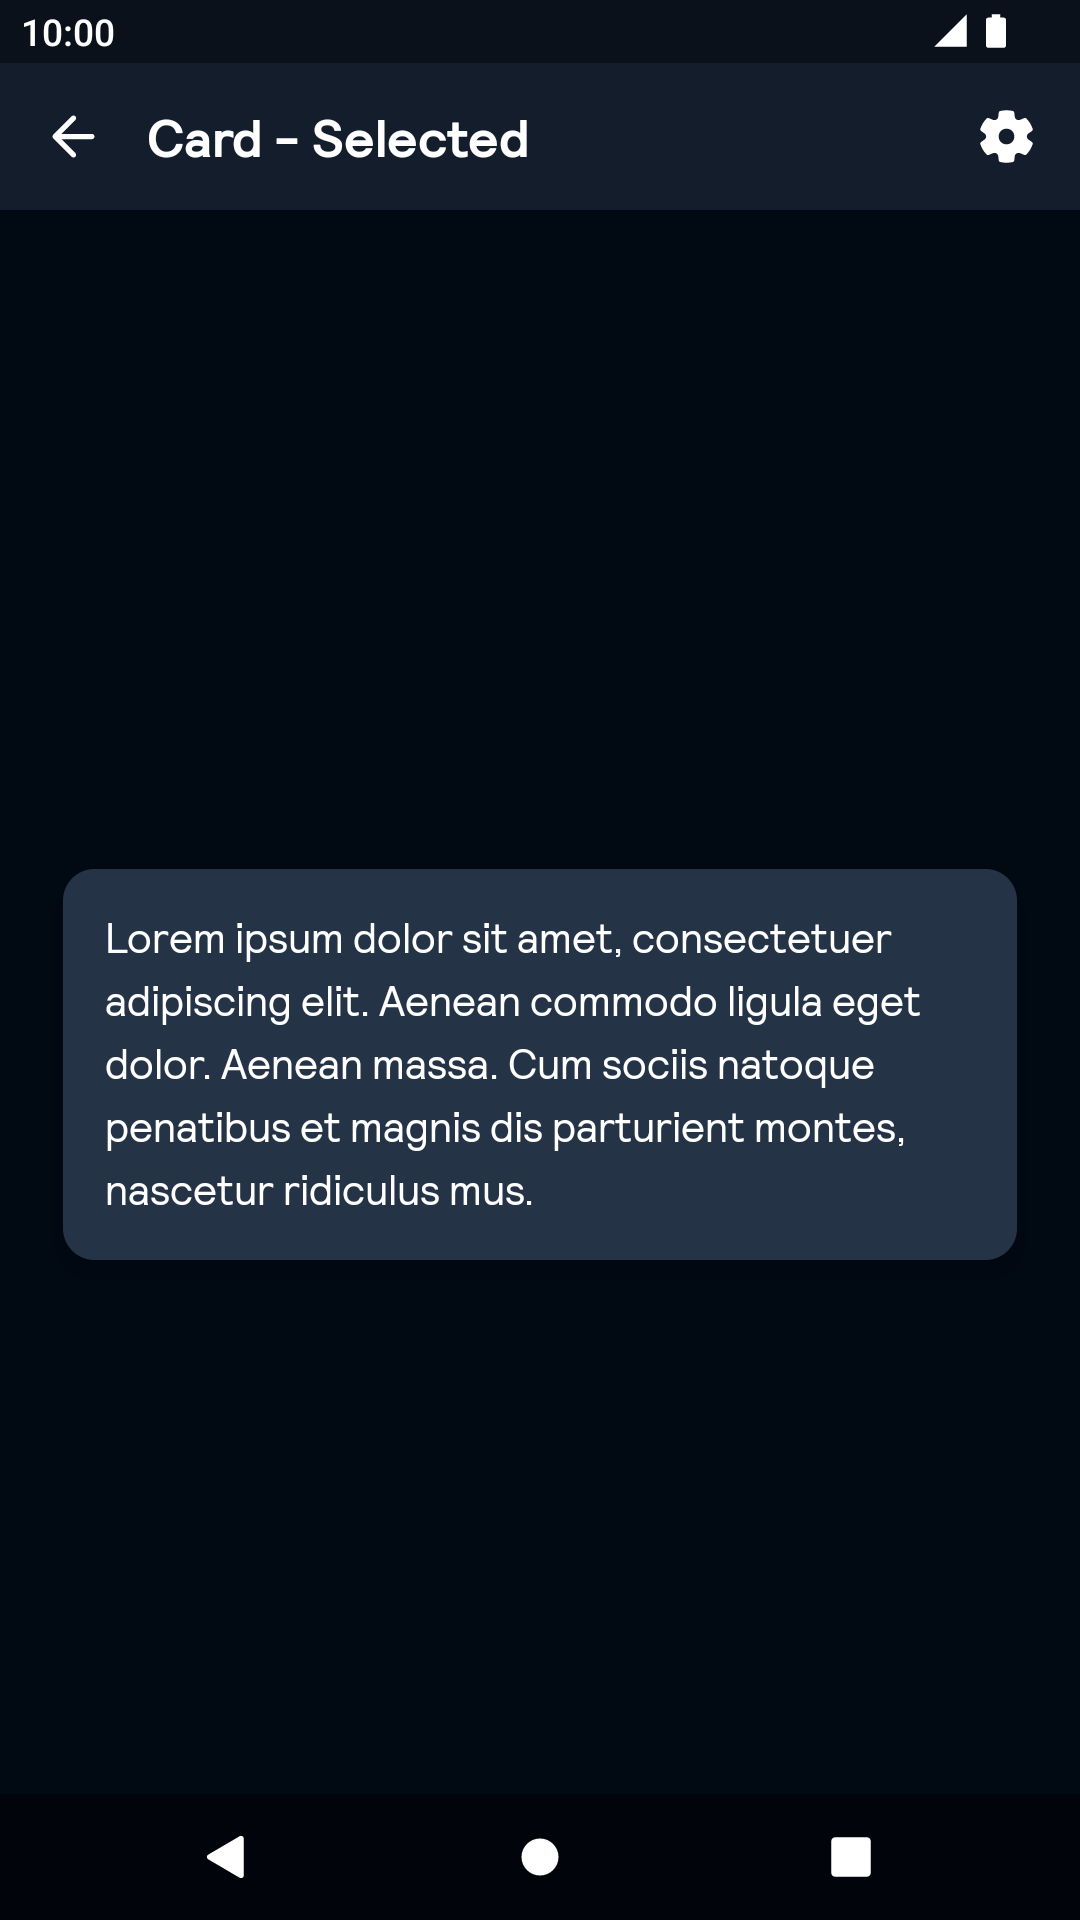 10:00
Card - Selected
Lorem ipsum dolor sit amet, consectetuer
adipiscing elit. Aenean commodo ligula eget
dolor. Aenean massa. Cum sociis natoque
penatibus et magnis dis parturient montes,
nascetur ridiculus mus.